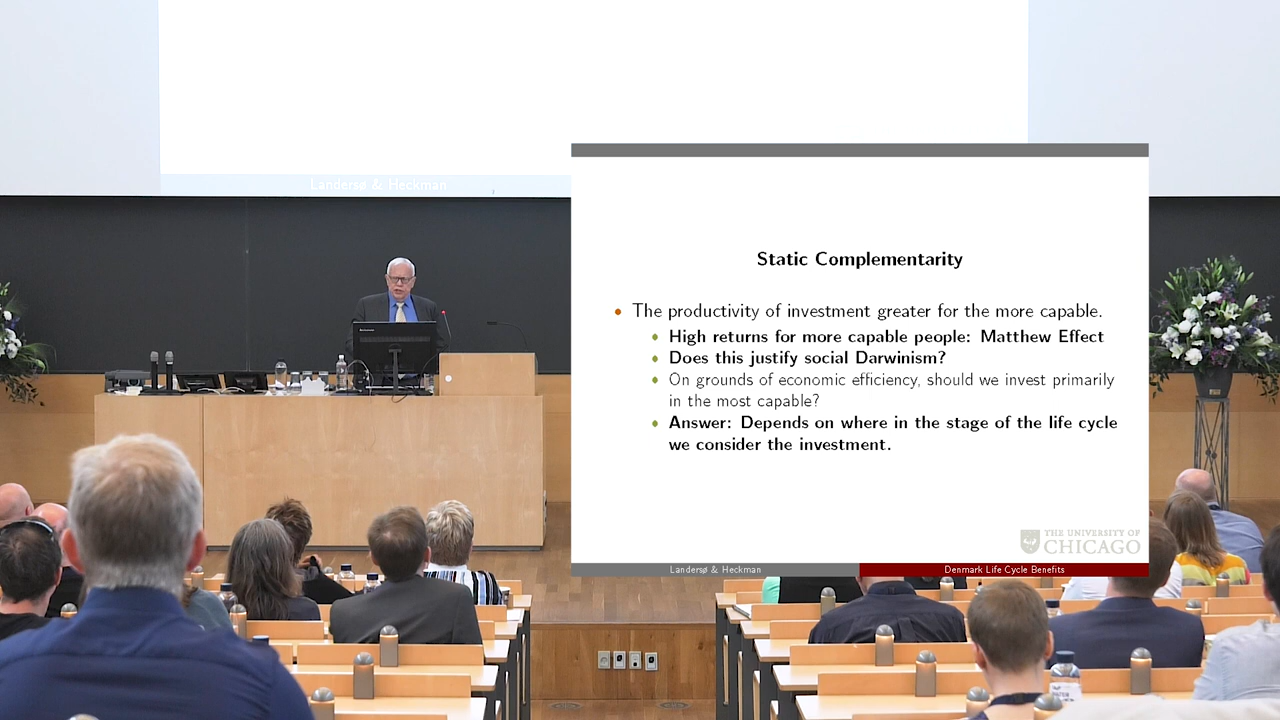 Landersø & Heckman
Static Complementarity
The productivity of investment greater for the more capable.
High returns for more capable people: Matthew Effect
Does this justify social Darwinism?
On grounds of economic efficiency, should we invest primarily
in the most capable?
Answer: Depends on where in the stage of the life cycle
we consider the investment.
THE UNIVERSITY OF
CHICAGO
Landersø & Heckman
Denmark Life Cycle Benefits